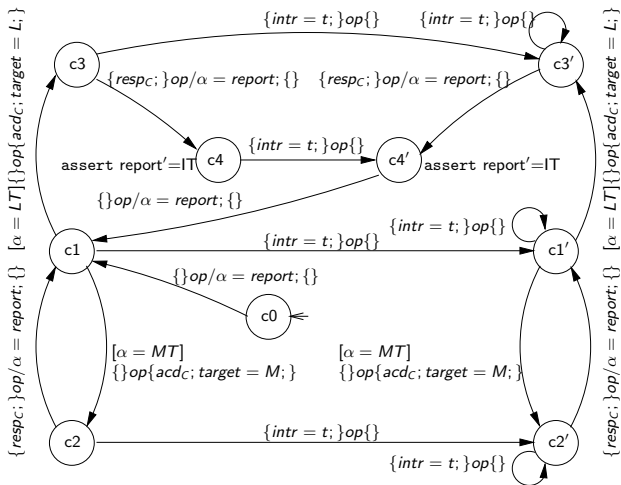 {intr = t; }op{}
{intr = t; }op{}
c3
c3′
{resp_C; }op/α = report; {}
{resp_C; }op/α = report; {}
{intr = t; }op{}
c4
c4′
assert report′=IT
assert report′=IT
{}op/α = report; {}
[α = LT]{}op{acd_C; target = L; }
[α = LT]{}op{acd_C; target = L; }
{intr = t; }op{}
c1
{intr = t; }op{}
c1′
{}op/α = report; {}
c0
[α = MT]
{}op{acd_C; target = M; }
[α = MT]
{}op{acd_C; target = M; }
{resp_C; }op/α = report; {}
{resp_C; }op/α = report; {}
c2
{intr = t; }op{}
c2′
{intr = t; }op{}